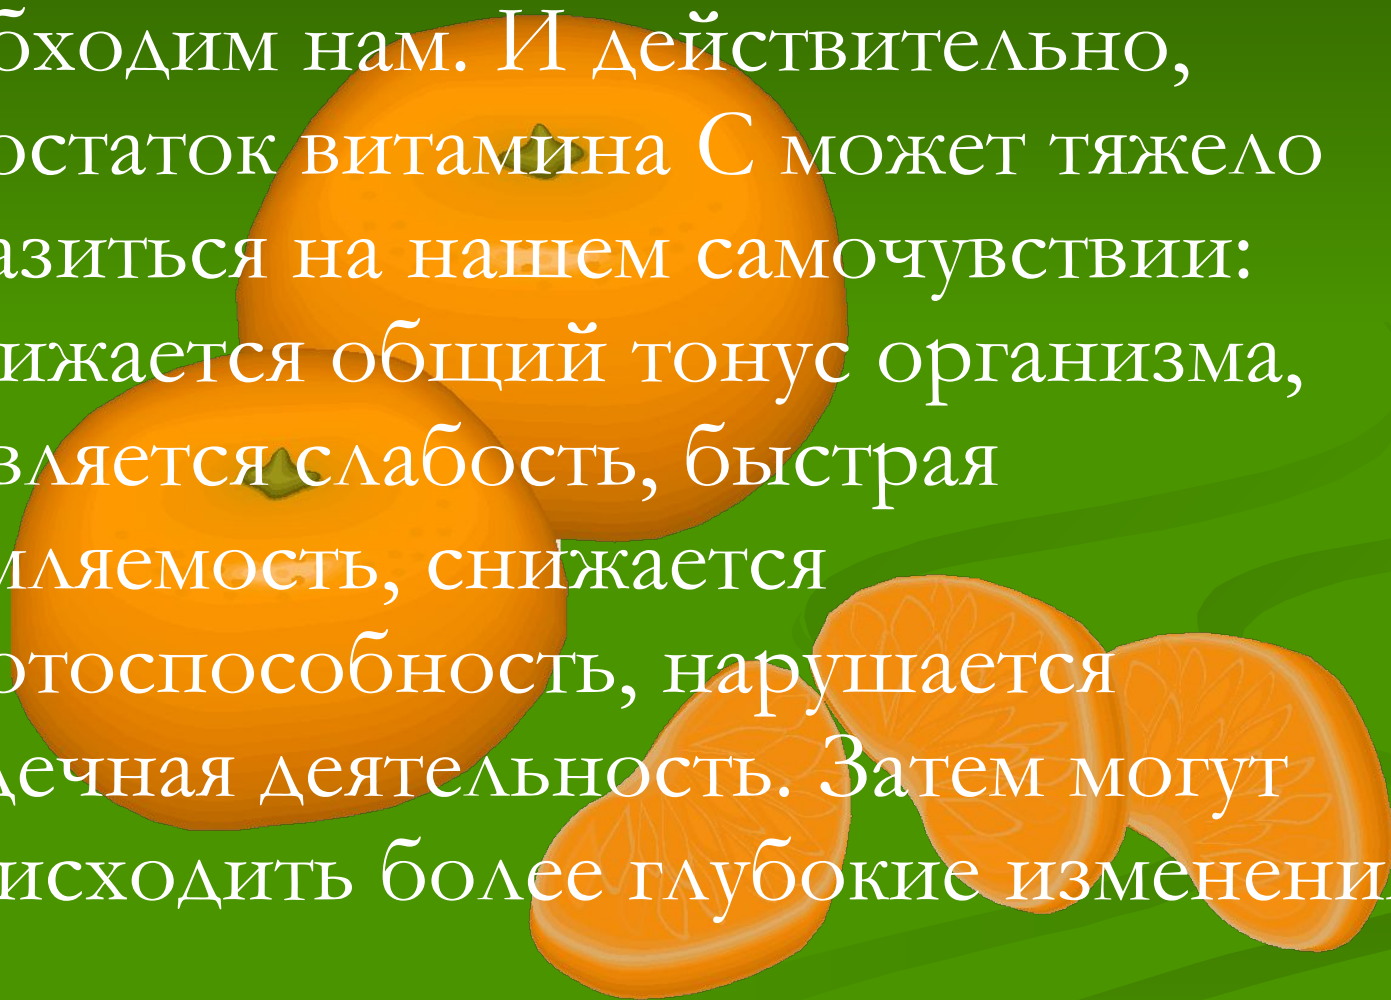 бходим нам. И действительно,
остаток витамина С может тяжело
азиться на нашем самочувствии:
ижается общий тонус организма,
вляется слабость, быстрая
мляемость, снижается
отоспособность, нарушается
дечная деятельность. Затем могут
исходить более глубокие изменени